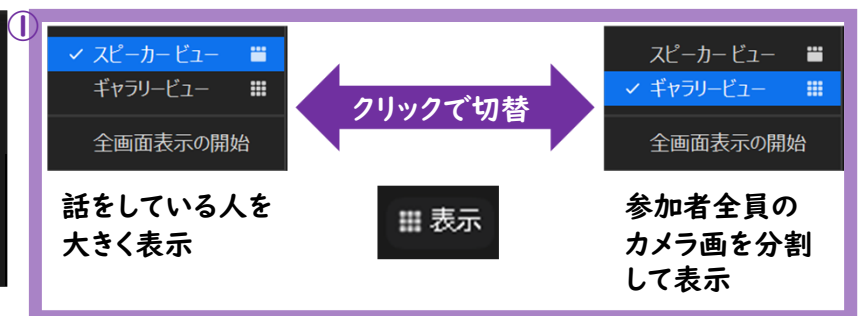 ①
✓ スピーカービュー
ギャラリービュー
全画面表示の開始
話をしている人を
大きく表示
クリックで切替
表示
スピーカービュー
✓ ギャラリービュー
全画面表示の開始
参加者全員の
カメラ画を分割
して表示